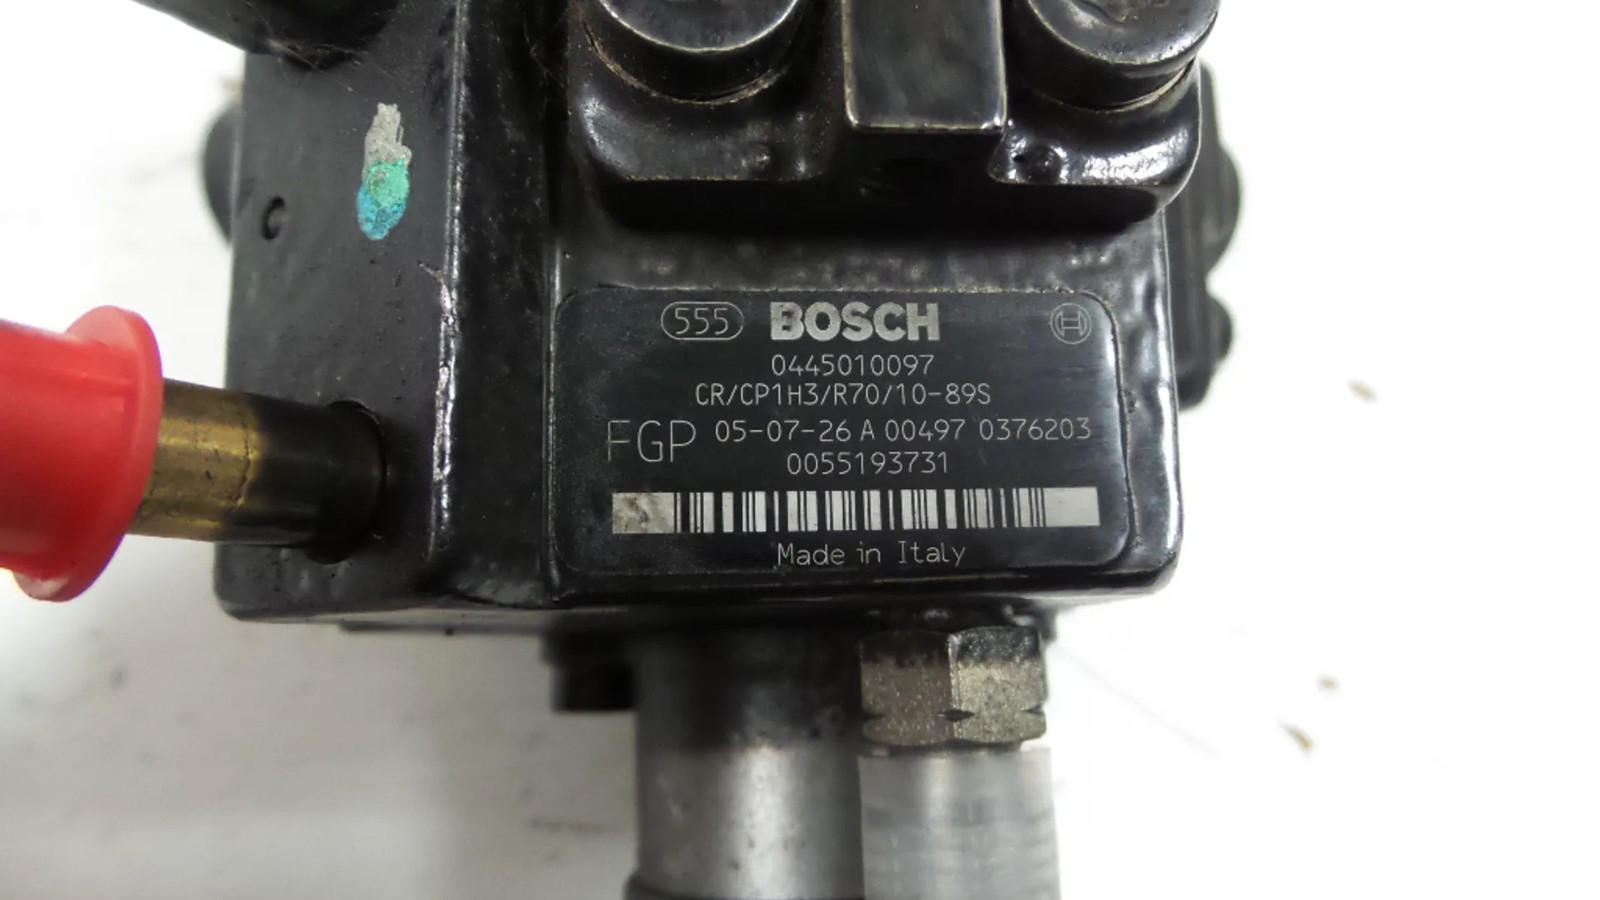 555 BOSCH
0445010097
CR/CP1H3/R70/10-89S
FGP 05-07-26 A 00497 0376203
0055193731
Made in Italy